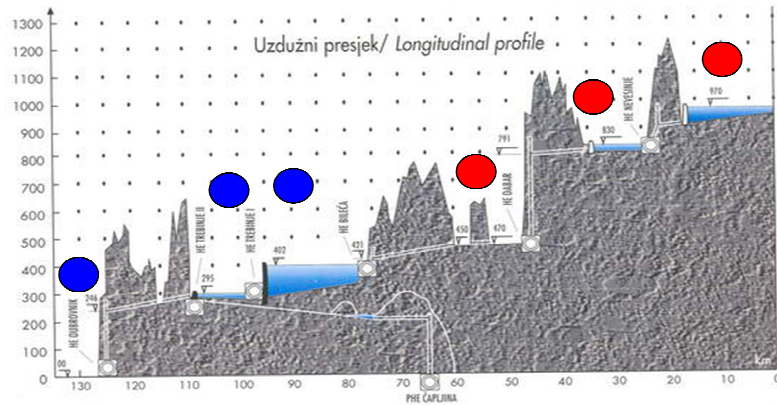 Uzdužni presjek/ Longitudinal profile
1300
1200
1100
1000
900
800
700
600
500
400
300
200
100
0
970
HE NEVESINJE
830
791
HE DABAR
470
450
HE BILEĆA
421
402
HE TREBINJE I
HE TREBINJE II
295
246
HE DUBROVNIK
00
130 120 110 100 90 80 70 60 50 40 30 20 10 0
km
PHE ČAPLJINA